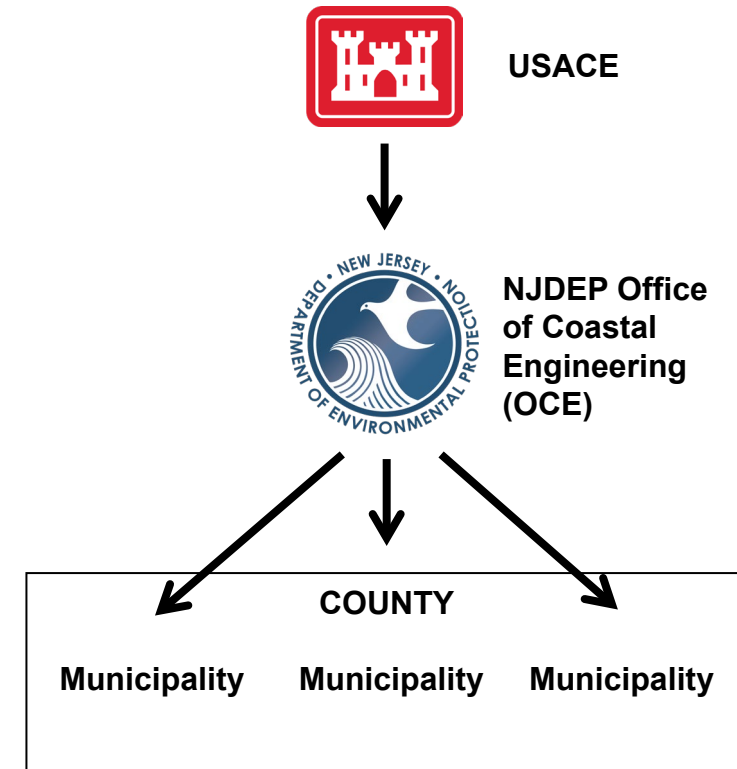 USACE
NEW JERSEY
DEPARTMENT OF ENVIRONMENTAL PROTECTION
NJDEP Office
of Coastal
Engineering
(OCE)
COUNTY
Municipality Municipality Municipality